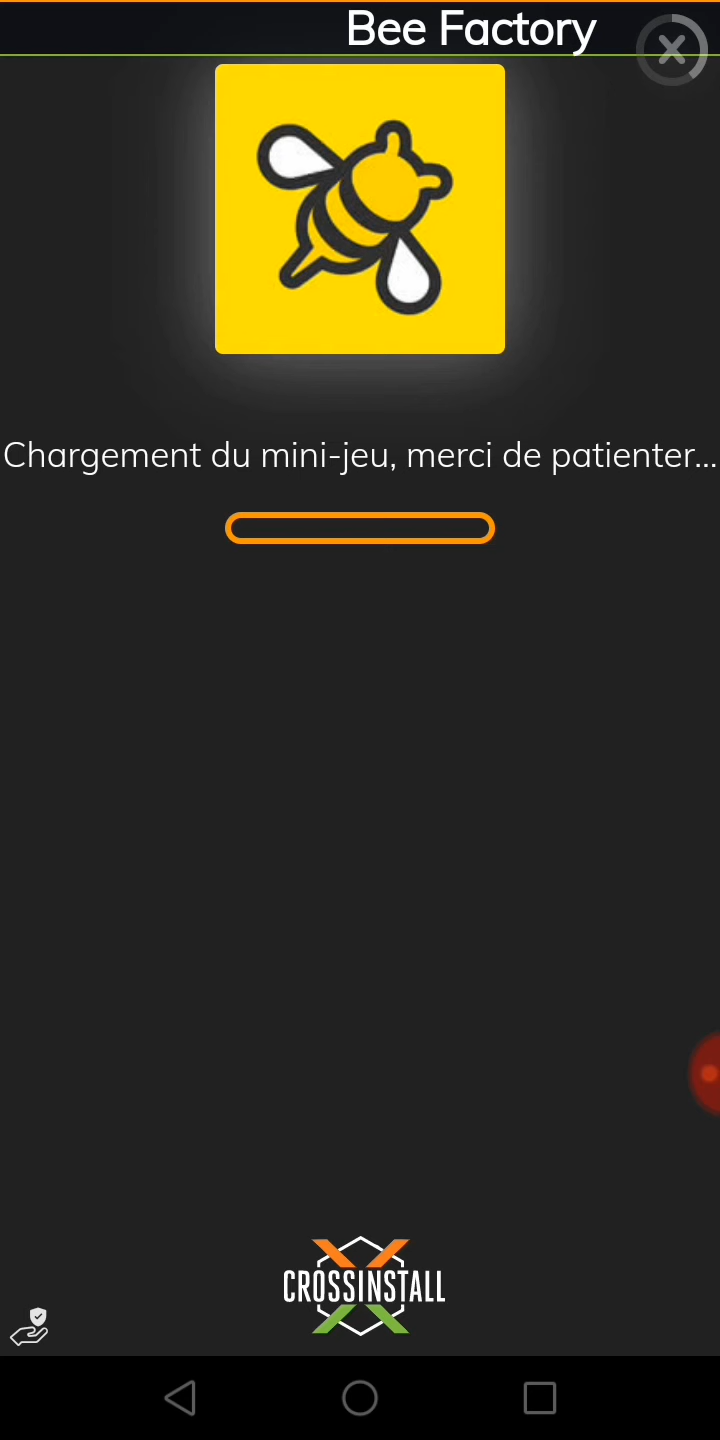 Bee Factory
Chargement du mini-jeu, merci de patienter...
CROSSINSTALL